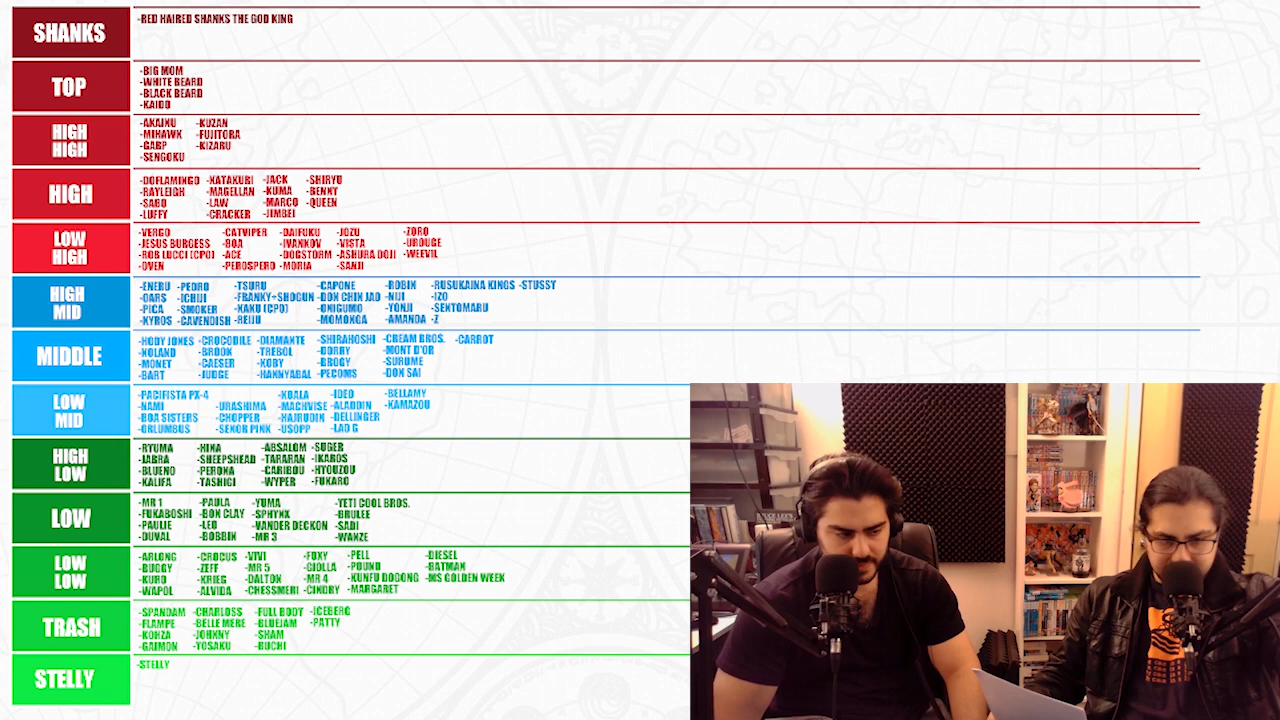 SHANKS
-RED HAIRED SHANKS THE GOD KING
TOP
-BIG MOM
-WHITE BEARD
-BLACK BEARD
-KAIDO
HIGH HIGH
-AKAINU -KUZAN
-MIHAWK -FUJITORA
-GARP -KIZARU
-SENGOKU
HIGH
-DOFLAMINGO -KATAKURI -JACK -SHIRYU
-RAYLEIGH -MAGELLAN -KUMA -BENNY
-SABO -LAW -MARCO -QUEEN
-LUFFY -CRACKER -JIMBEI
LOW HIGH
-VERGO -CATVIPER -DAIFUKU -JOZU -ZORO
-JESUS BURGESS -BOA -IVANKOV -VISTA -UROUGE
-ROB LUCCI (CPO) -ACE -DOGSTORM -ASHURA DOJI -WEEVIL
-OVEN -PEROSPERO -MORIA -SANJI
HIGH MID
-ENERU -PEDRO -TSURU -CAPONE -ROBIN -RUSUKAINA KINGS -STUSSY
-OARS -ICHIJI -FRANKY+SHOGUN -DON CHIN JAO -NIJI -IZO
-PICA -SMOKER -KAKU (CPO) -ONIGUMO -YONJI -SENTOMARU
-KYROS -CAVENDISH -REIJU -MOMONGA -AMANDA -Z
MIDDLE
-HODY JONES -CROCODILE -DIAMANTE -SHIRAHOSHI -CREAM BROS. -CARROT
-NOLAND -BROOK -TREBOL -DORRY -MONT D'OR
-MONET -CAESER -KOBY -BROGY -SURUME
-BART -JUDGE -HANNYABAL -PECOMS -DON SAI
LOW MID
-PACIFISTA PX-4 -KOALA -IDEO -BELLAMY
-NAMI -URASHIMA -MACHVISE -ALADDIN -KAMAZOU
-BOA SISTERS -CHOPPER -HAJRUDIN -DELLINGER
-ORLUMBUS -SENOR PINK -USOPP -LAO G
HIGH LOW
-RYUMA -HINA -ABSALOM -SUGER
-JABRA -SHEEPSHEAD -TARARAN -IKAROS
-BLUENO -PERONA -CARIBOU -HYOUZOU
-KALIFA -TASHIGI -WYPER -FUKARO
LOW
-MR 1 -PAULA -YUMA -YETI COOL BROS.
-FUKABOSHI -BON CLAY -SPHYNX -BRULEE
-PAULIE -LEO -VANDER DECKON -SADI
-DUVAL -BOBBIN -MR 3 -WANZE
LOW LOW
-ARLONG -CROCUS -VIVI -FOXY -PELL -DIESEL
-BUGGY -ZEFF -MR 5 -GIOLLA -POUND -BATMAN
-KURO -KRIEG -DALTON -MR 4 -KUNFU DOGONG -MS GOLDEN WEEK
-WAPOL -ALVIDA -CHESSMERI -CINDRY -MARGARET
TRASH
-SPANDAM -CHARLOSS -FULL BODY -ICEBERG
-FLAMPE -BELLE MERE -BLUEJAM -PATTY
-KOHZA -JOHNNY -SHAM
-GAIMON -YOSAKU -BUCHI
STELLY
-STELLY